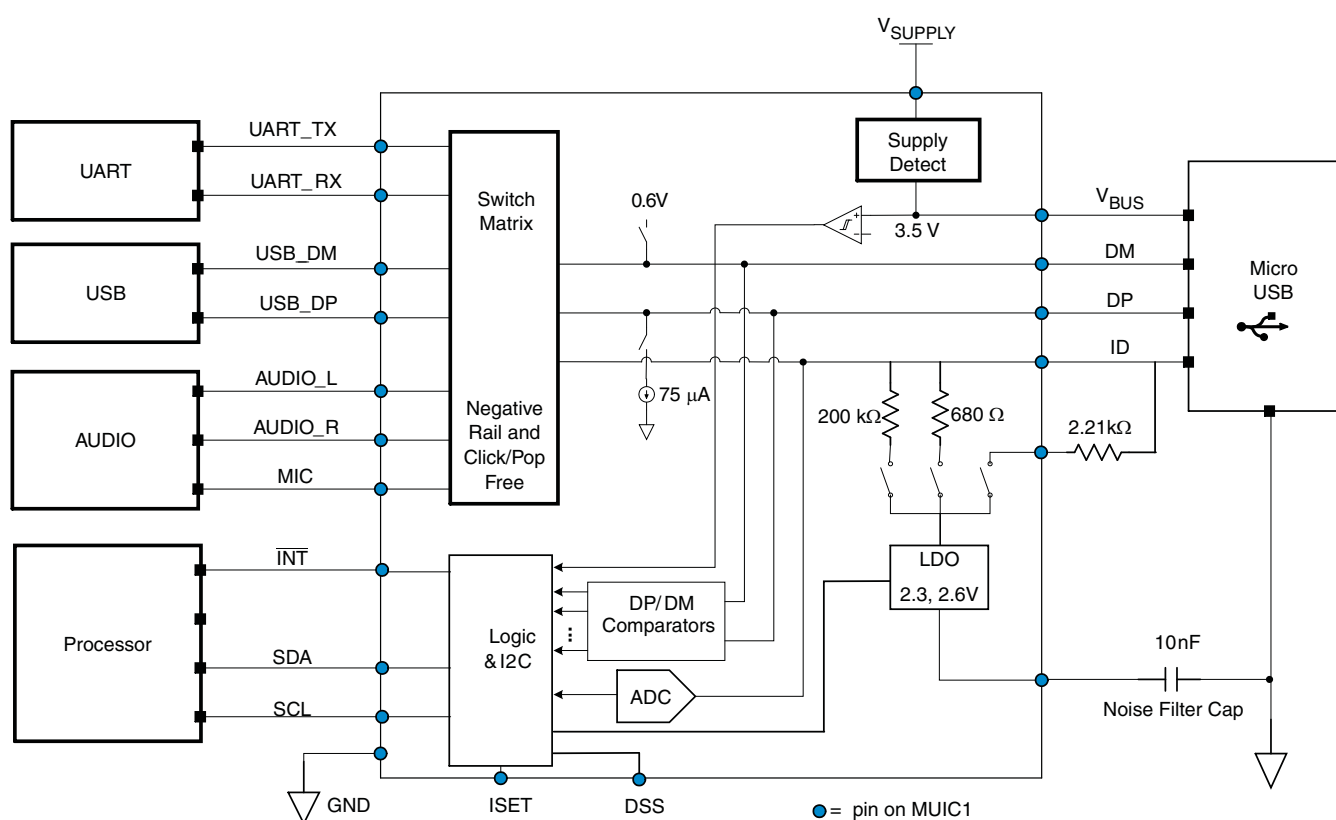 V_SUPPLY
UART
UART_TX
UART_RX
Supply
Detect
Switch
Matrix
0.6V
3.5 V
V_BUS
USB
USB_DM
USB_DP
DM
DP
ID
Micro
USB
AUDIO
AUDIO_L
AUDIO_R
MIC
Negative
Rail and
Click/Pop
Free
75 μA
200 kΩ
680 Ω
2.21kΩ
Processor
INT
SDA
SCL
Logic
& I2C
DP/DM
Comparators
ADC
LDO
2.3, 2.6V
10nF
Noise Filter Cap
GND
ISET
DSS
= pin on MUIC1